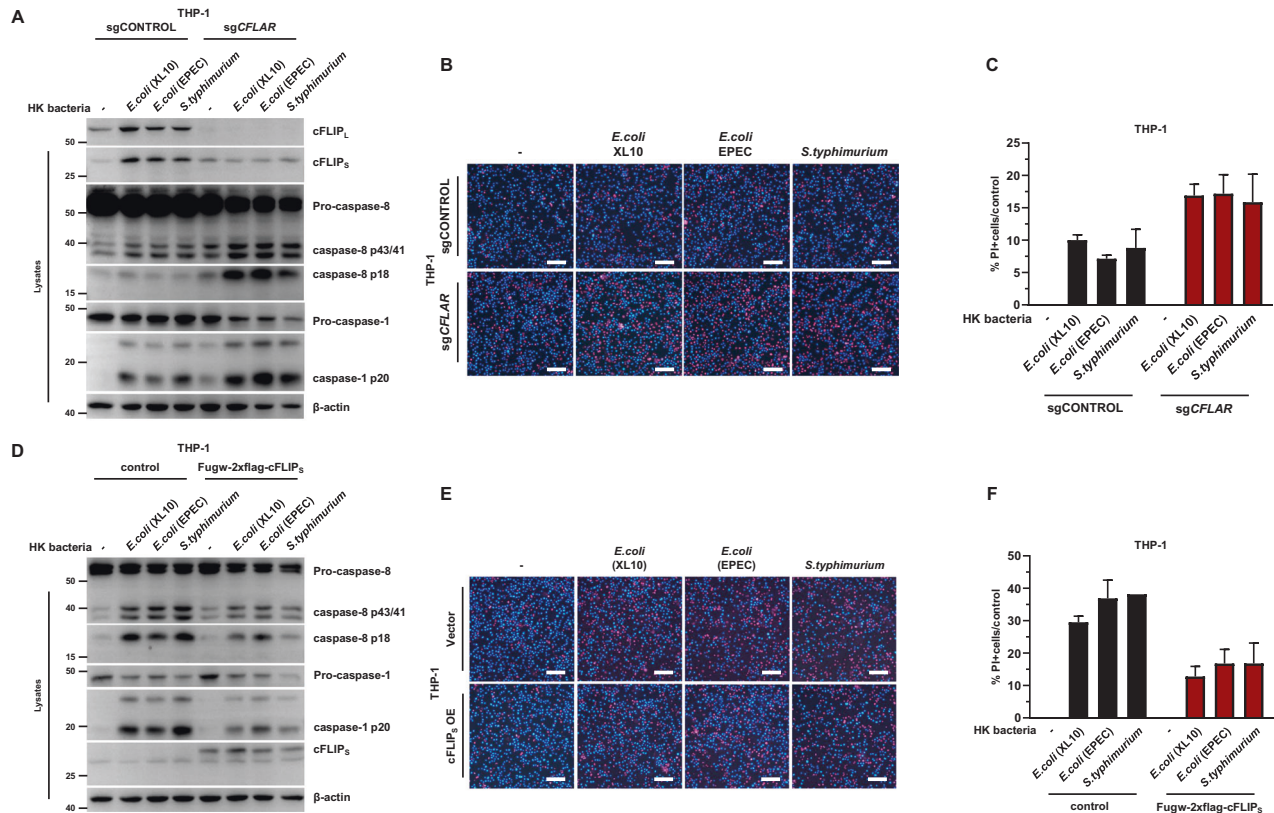 A
THP-1
sgCONTROL sgCFLAR
HK bacteria - E.coli (XL10) E.coli (EPEC) S.typhimurium - E.coli (XL10) E.coli (EPEC) S.typhimurium
cFLIPL
50
cFLIPS
25
Pro-caspase-8
50
40
caspase-8 p43/41
caspase-8 p18
15
50
Pro-caspase-1
20
caspase-1 p20
β-actin
40
Lysates
B
- E.coli XL10 E.coli EPEC S.typhimurium
THP-1
sgCONTROL
sgCFLAR
C
THP-1
% PI+cells/control
25
20
15
10
5
0
HK bacteria - E.coli (XL10) E.coli (EPEC) S.typhimurium - E.coli (XL10) E.coli (EPEC) S.typhimurium
sgCONTROL sgCFLAR
D
THP-1
control Fugw-2xflag-cFLIPS
HK bacteria - E.coli (XL10) E.coli (EPEC) S.typhimurium - E.coli (XL10) E.coli (EPEC) S.typhimurium
Pro-caspase-8
50
40
caspase-8 p43/41
caspase-8 p18
15
50
Pro-caspase-1
20
caspase-1 p20
cFLIPS
25
β-actin
40
Lysates
E
- E.coli (XL10) E.coli (EPEC) S.typhimurium
THP-1
Vector
cFLIPS OE
F
THP-1
% PI+cells/control
50
40
30
20
10
0
HK bacteria - E.coli (XL10) E.coli (EPEC) S.typhimurium - E.coli (XL10) E.coli (EPEC) S.typhimurium
control Fugw-2xflag-cFLIPS